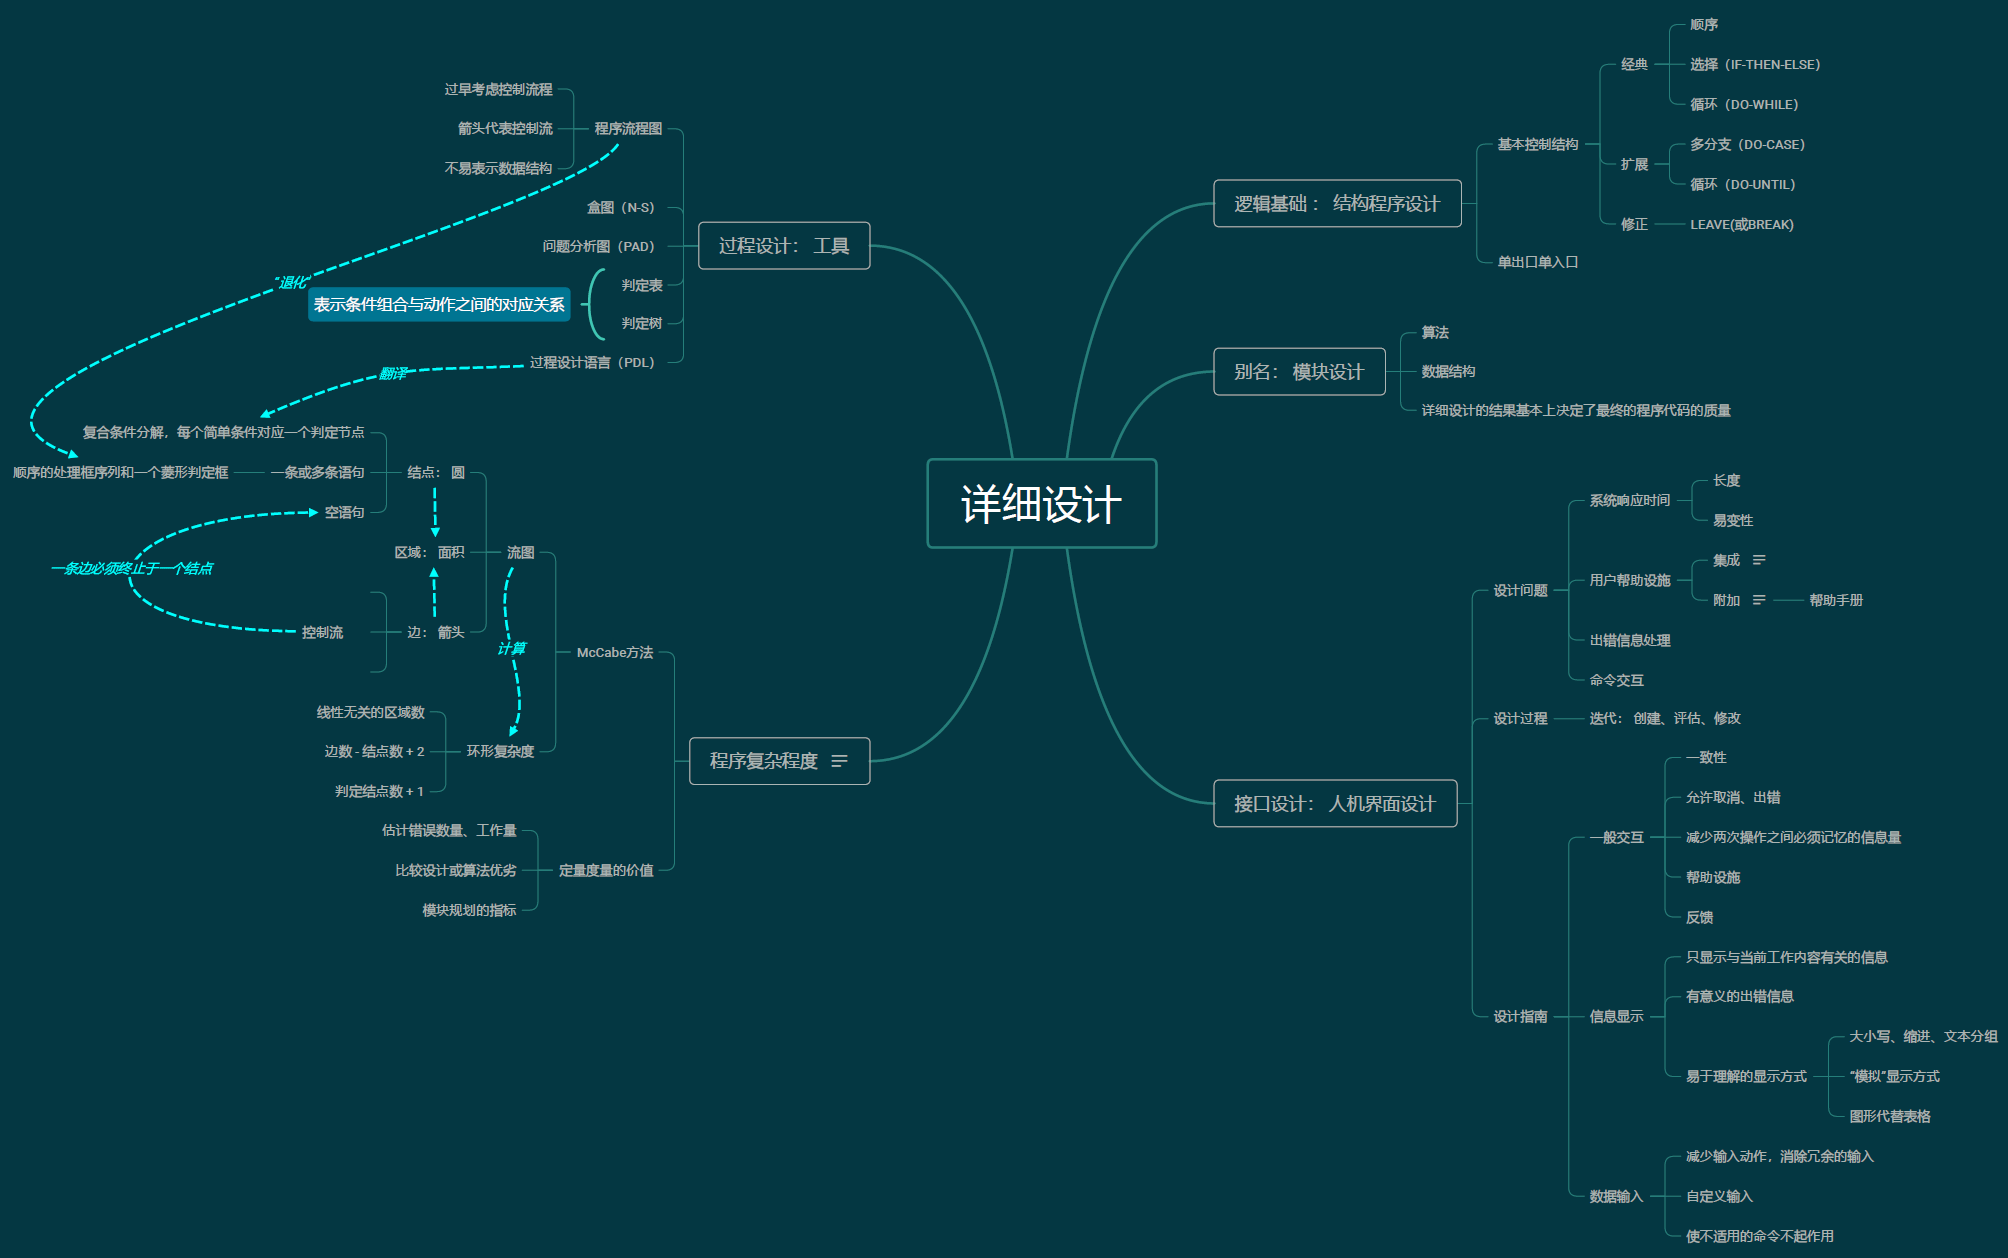 详细设计
逻辑基础： 结构程序设计
基本控制结构
经典
顺序
选择（IF-THEN-ELSE）
循环（DO-WHILE）
扩展
多分支（DO-CASE）
循环（DO-UNTIL）
修正
LEAVE(或BREAK)
单出口单入口
别名： 模块设计
算法
数据结构
详细设计的结果基本上决定了最终的程序代码的质量
接口设计： 人机界面设计
设计问题
系统响应时间
长度
易变性
用户帮助设施
集成
附加
帮助手册
出错信息处理
命令交互
设计过程
迭代： 创建、评估、修改
设计指南
一般交互
一致性
允许取消、出错
减少两次操作之间必须记忆的信息量
帮助设施
反馈
信息显示
只显示与当前工作内容有关的信息
有意义的出错信息
易于理解的显示方式
大小写、缩进、文本分组
“模拟”显示方式
图形代替表格
数据输入
减少输入动作，消除冗余的输入
自定义输入
使不适用的命令不起作用
过程设计： 工具
程序流程图
过早考虑控制流程
箭头代表控制流
不易表示数据结构
盒图（N-S）
问题分析图（PAD）
判定表
判定树
表示条件组合与动作之间的对应关系
过程设计语言（PDL）
“退化”
翻译
程序复杂程度
McCabe方法
流图
结点： 圆
复合条件分解，每个简单条件对应一个判定节点
一条或多条语句
顺序的处理框序列和一个菱形判定框
空语句
区域： 面积
边： 箭头
控制流
一条边必须终止于一个结点
计算
环形复杂度
线性无关的区域数
边数 - 结点数 + 2
判定结点数 + 1
定量度量的价值
估计错误数量、工作量
比较设计或算法优劣
模块规划的指标